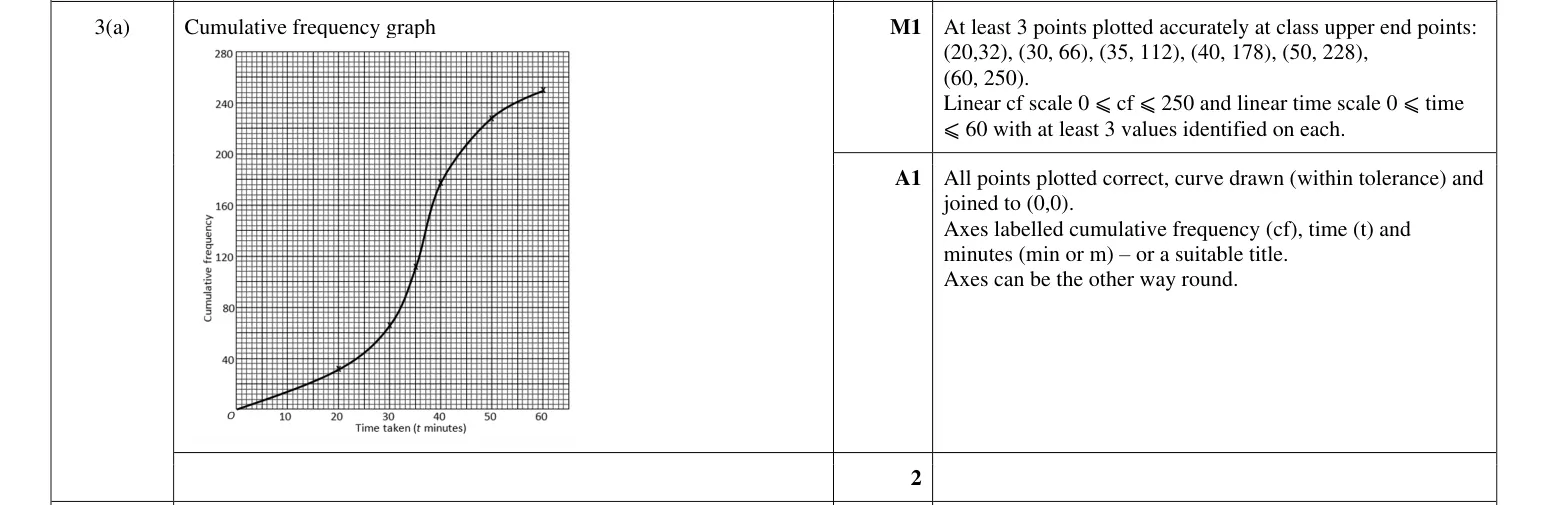 3(a)
Cumulative frequency graph
280
240
200
160
120
80
40
O
10 20 30 40 50 60
Cumulative frequency
Time taken (t minutes)
M1
At least 3 points plotted accurately at class upper end points:
(20,32), (30, 66), (35, 112), (40, 178), (50, 228),
(60, 250).
Linear cf scale 0 ⩽ cf ⩽ 250 and linear time scale 0 ⩽ time
⩽ 60 with at least 3 values identified on each.
A1
All points plotted correct, curve drawn (within tolerance) and
joined to (0,0).
Axes labelled cumulative frequency (cf), time (t) and
minutes (min or m) – or a suitable title.
Axes can be the other way round.
2